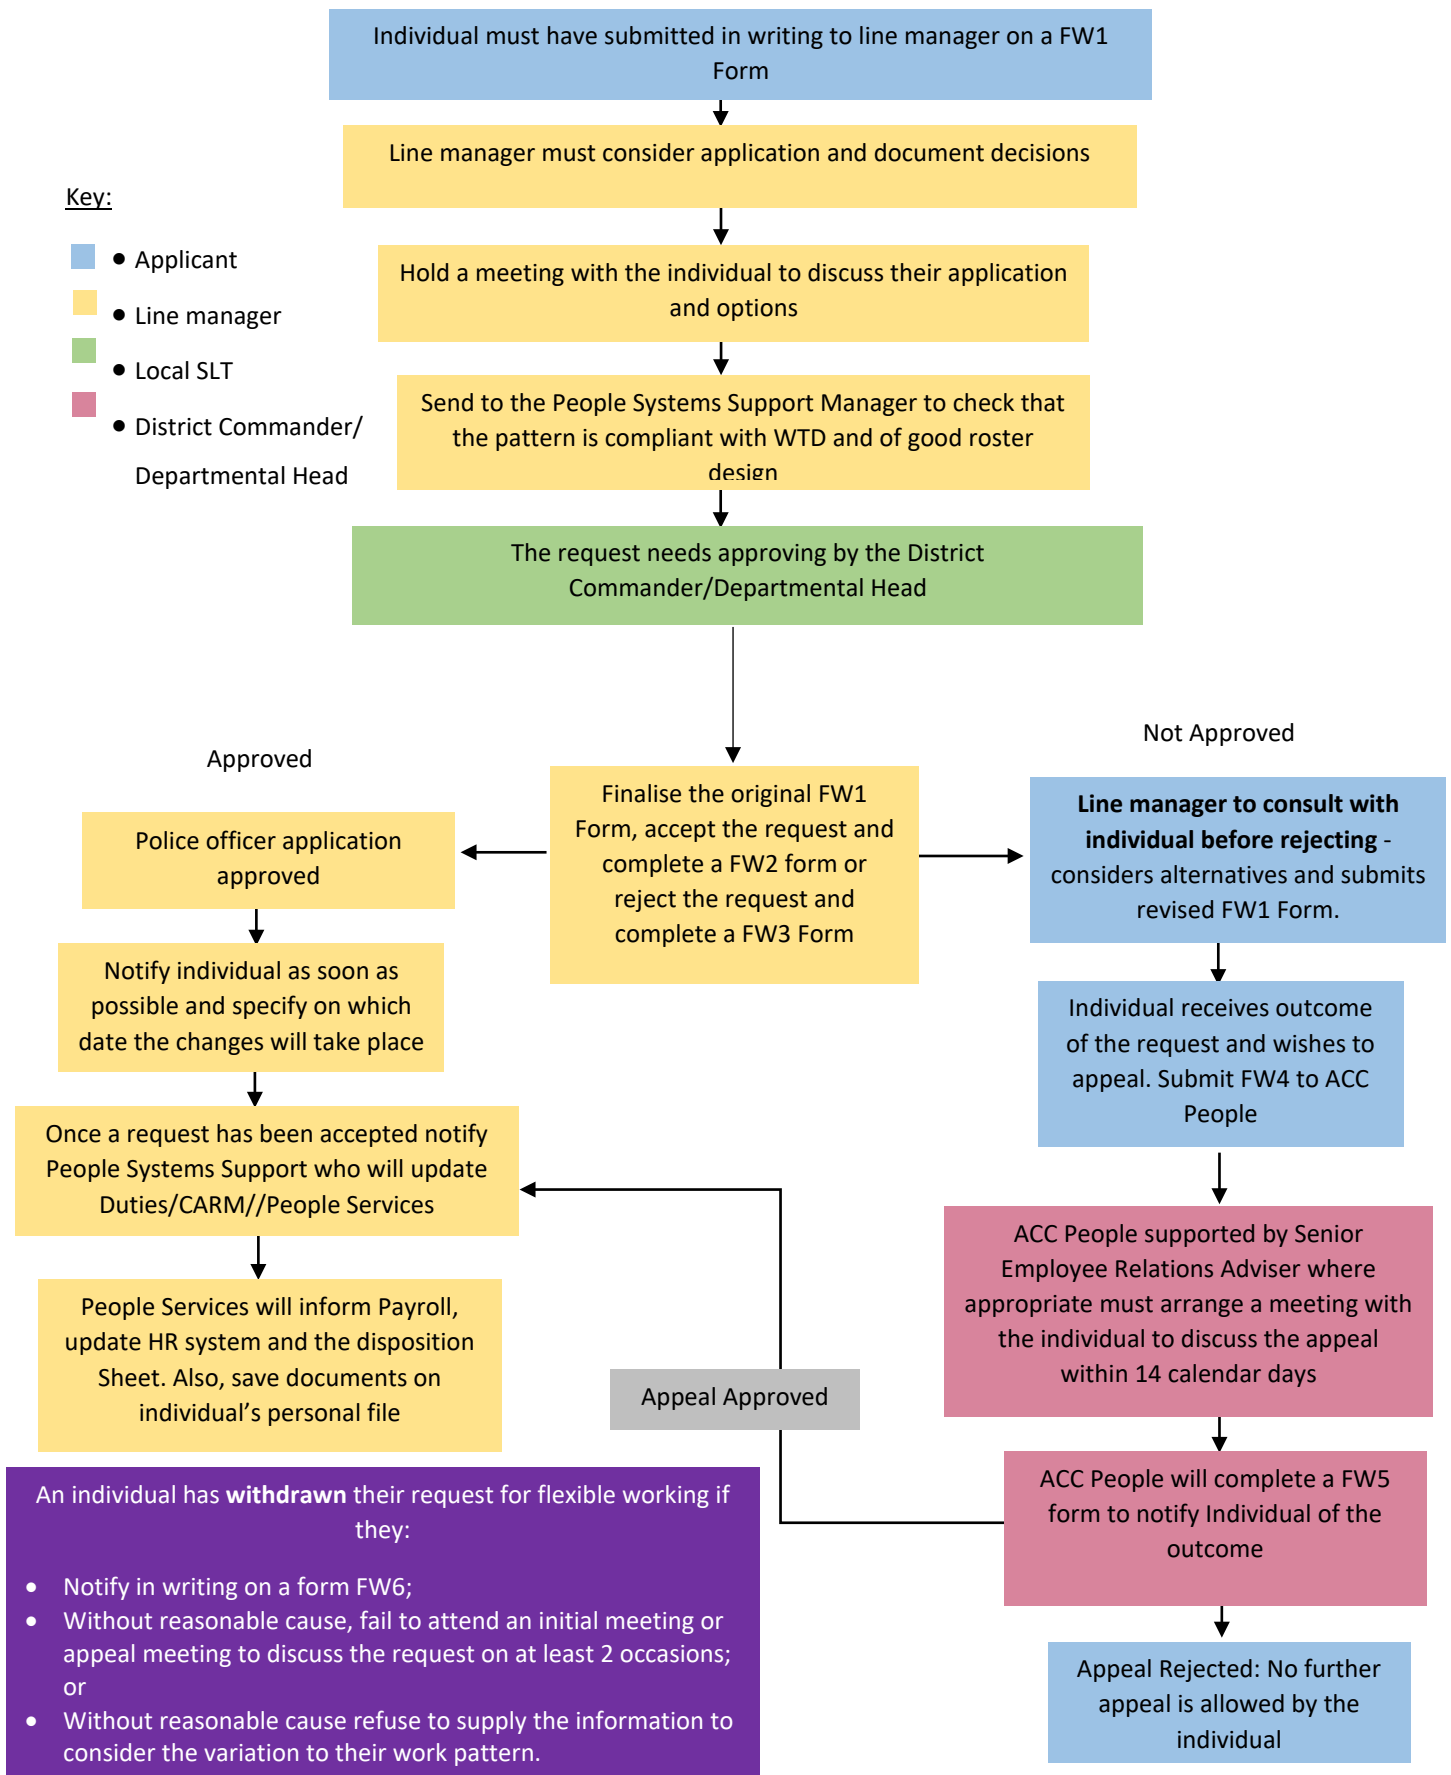 Individual must have submitted in writing to line manager on a FW1
Form
Line manager must consider application and document decisions
Key:
• Applicant
• Line manager
• Local SLT
• District Commander/
Departmental Head
Hold a meeting with the individual to discuss their application
and options
Send to the People Systems Support Manager to check that
the pattern is compliant with WTD and of good roster
design
The request needs approving by the District
Commander/Departmental Head
Approved
Not Approved
Finalise the original FW1
Form, accept the request and
complete a FW2 form or
reject the request and
complete a FW3 Form
Police officer application
approved
Notify individual as soon as
possible and specify on which
date the changes will take place
Once a request has been accepted notify
People Systems Support who will update
Duties/CARM//People Services
People Services will inform Payroll,
update HR system and the disposition
Sheet. Also, save documents on
individual’s personal file
Line manager to consult with
individual before rejecting -
considers alternatives and submits
revised FW1 Form.
Individual receives outcome
of the request and wishes to
appeal. Submit FW4 to ACC
People
ACC People supported by Senior
Employee Relations Adviser where
appropriate must arrange a meeting with
the individual to discuss the appeal
within 14 calendar days
Appeal Approved
ACC People will complete a FW5
form to notify Individual of the
outcome
Appeal Rejected: No further
appeal is allowed by the
individual
An individual has withdrawn their request for flexible working if
they:
• Notify in writing on a form FW6;
• Without reasonable cause, fail to attend an initial meeting or
appeal meeting to discuss the request on at least 2 occasions;
or
• Without reasonable cause refuse to supply the information to
consider the variation to their work pattern.